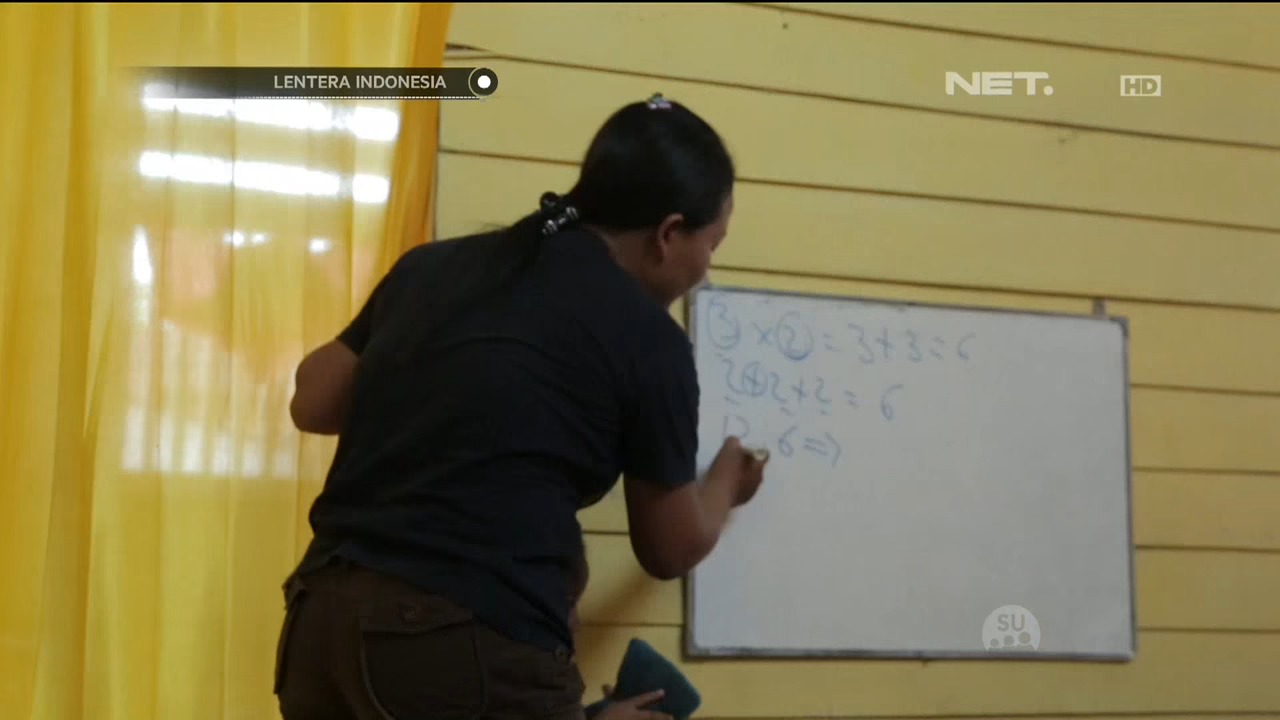 LENTERA INDONESIA
NET.
HD
3 x 2 = 3 + 3 = 6
2 + 2 + 2 = 6
6 =>
SU